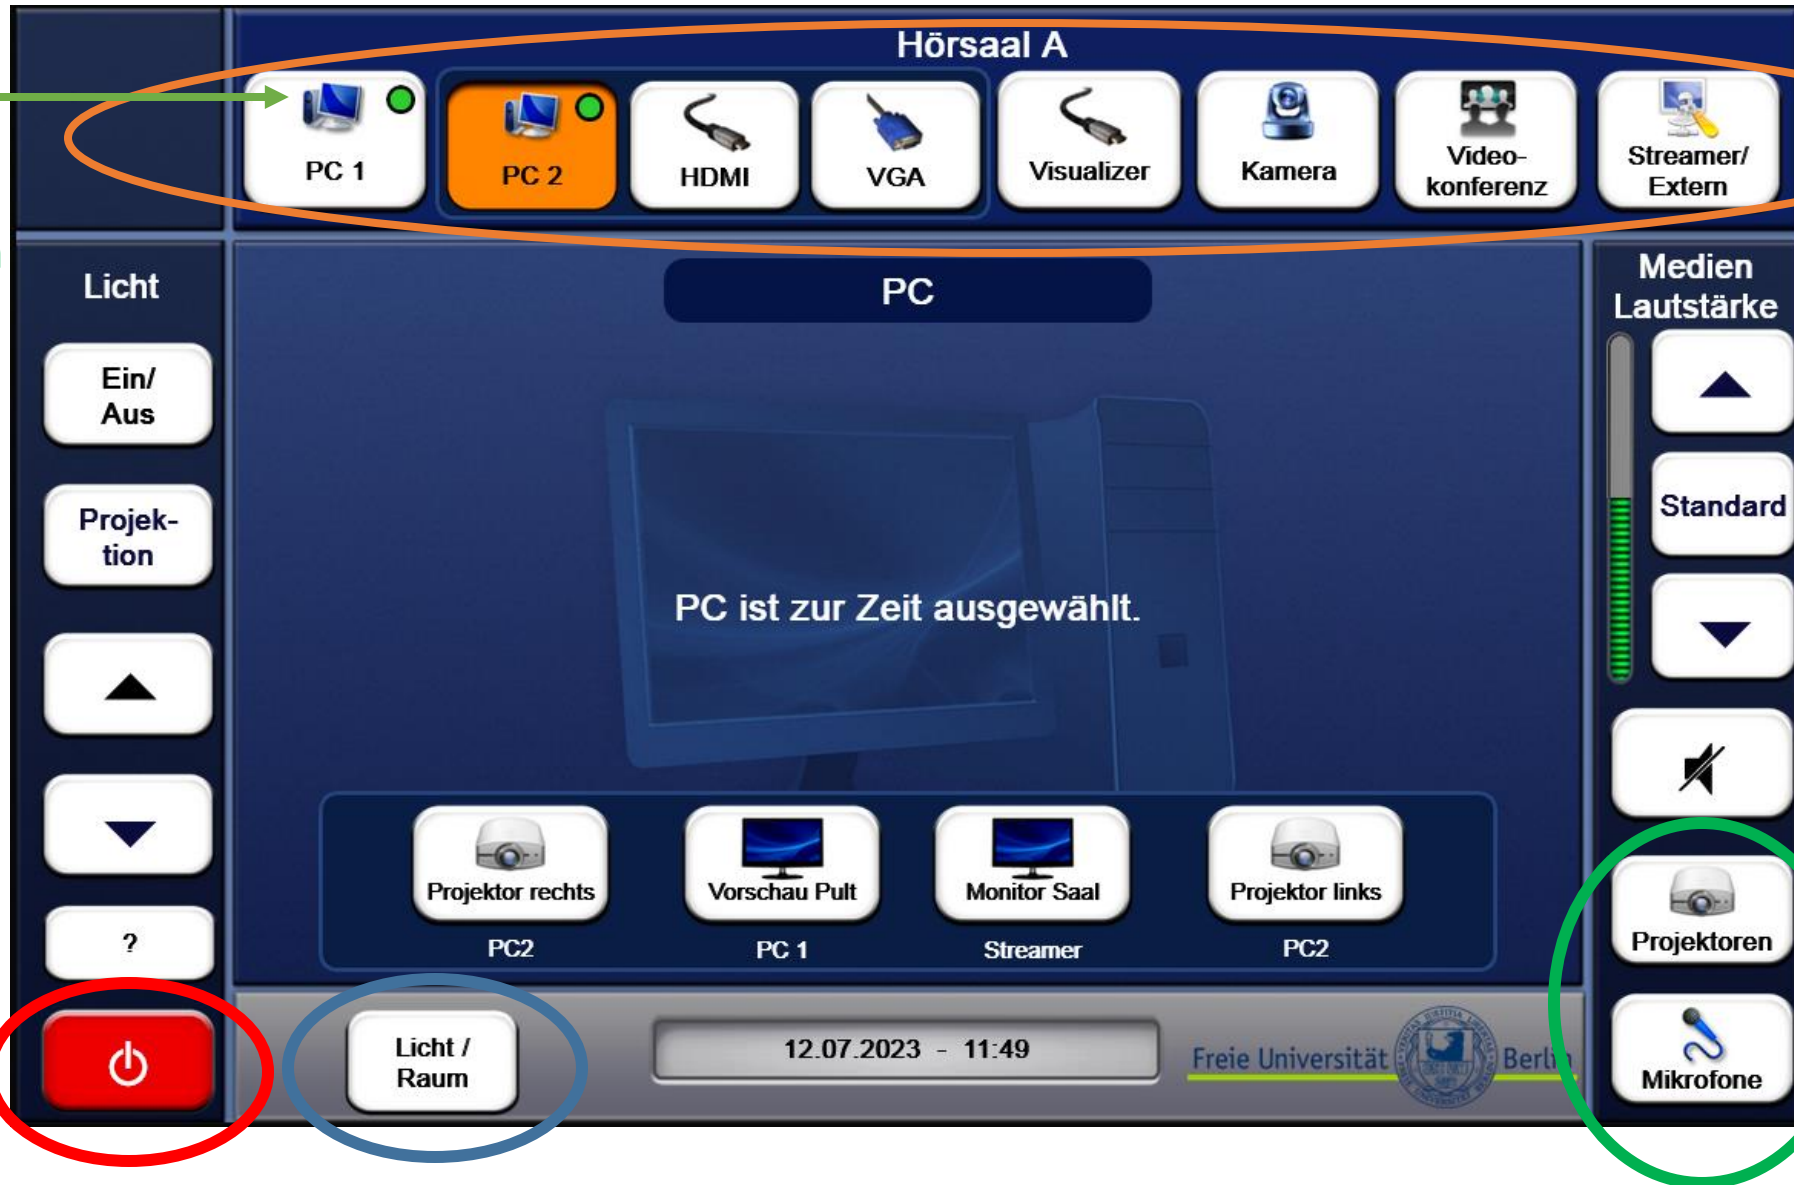 Hörsaal A
PC 1
PC 2
HDMI
VGA
Visualizer
Kamera
Video-
konferenz
Streamer/
Extern
Licht
Ein/
Aus
Projek-
tion
?
PC
PC ist zur Zeit ausgewählt.
Projektor rechts
PC2
Vorschau Pult
PC 1
Monitor Saal
Streamer
Projektor links
PC2
Medien
Lautstärke
Standard
Projektoren
Mikrofone
Licht /
Raum
12.07.2023 - 11:49
Freie Universität Berlin